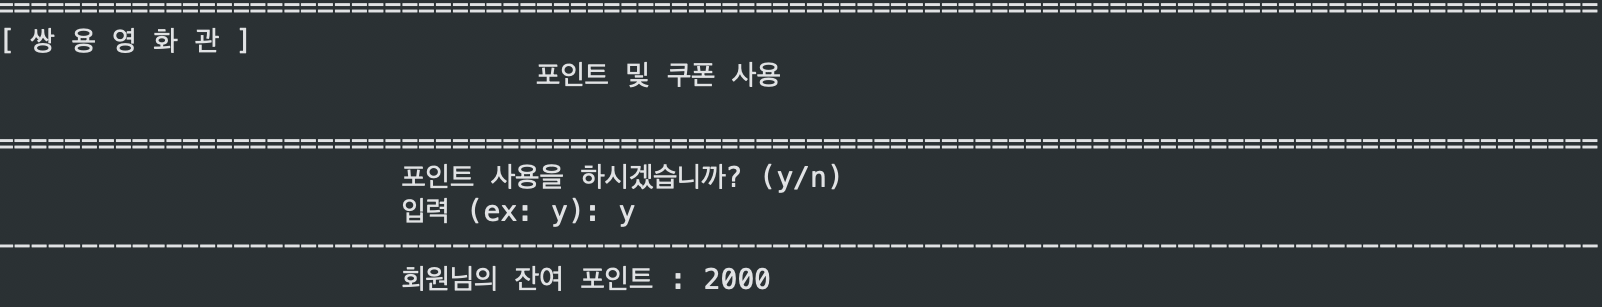 [ 쌍 용 영 화 관 ]
포인트 및 쿠폰 사용
포인트 사용을 하시겠습니까? (y/n)
입력 (ex: y): y
회원님의 잔여 포인트 : 2000